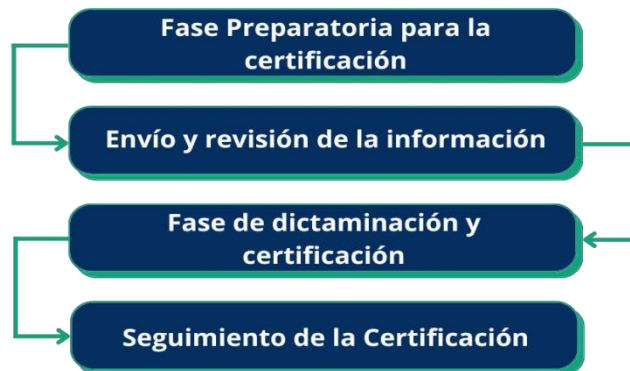 Fase Preparatoria para la
certificación
Envío y revisión de la información
Fase de dictaminación y
certificación
Seguimiento de la Certificación